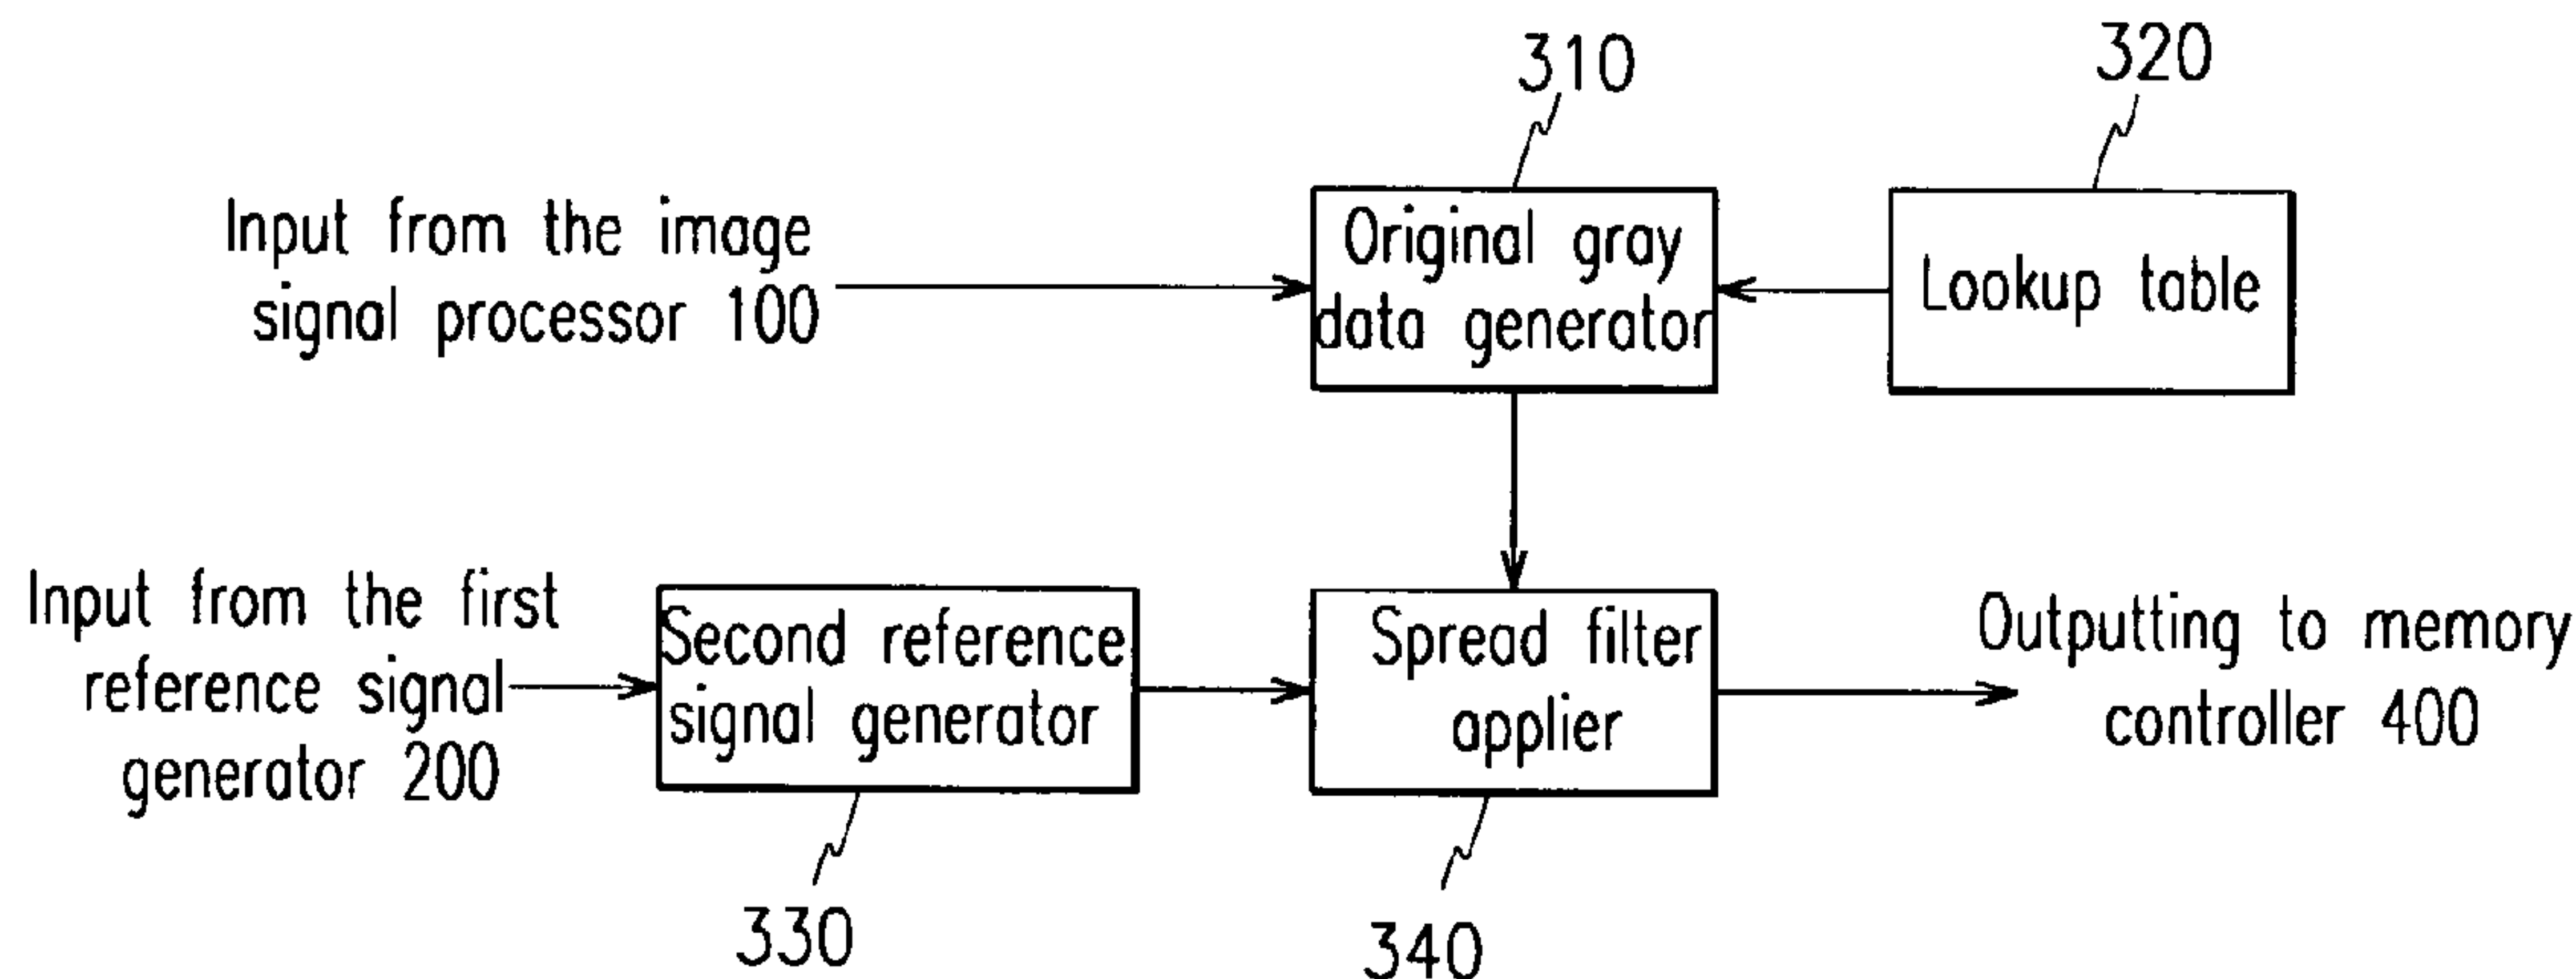 310
320
Input from the image
signal processor 100
Original gray
data generator
Lookup table
Input from the first
reference signal
generator 200
Second reference
signal generator
Spread filter
applier
Outputting to memory
controller 400
330
340